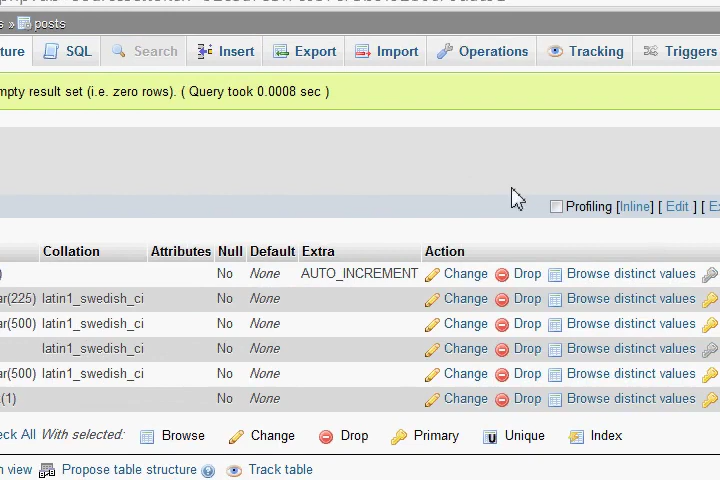 s » posts
ture SQL Search Insert Export Import Operations Tracking Triggers
mpty result set (i.e. zero rows). ( Query took 0.0008 sec )
Profiling [Inline] [ Edit ] [ Ex
Collation Attributes Null Default Extra Action
) No None AUTO_INCREMENT Change Drop Browse distinct values
ar(225) latin1_swedish_ci No None Change Drop Browse distinct values
ar(500) latin1_swedish_ci No None Change Drop Browse distinct values
latin1_swedish_ci No None Change Drop Browse distinct values
ar(500) latin1_swedish_ci No None Change Drop Browse distinct values
(1) No None Change Drop Browse distinct values
eck All With selected: Browse Change Drop Primary Unique Index
n view Propose table structure Track table